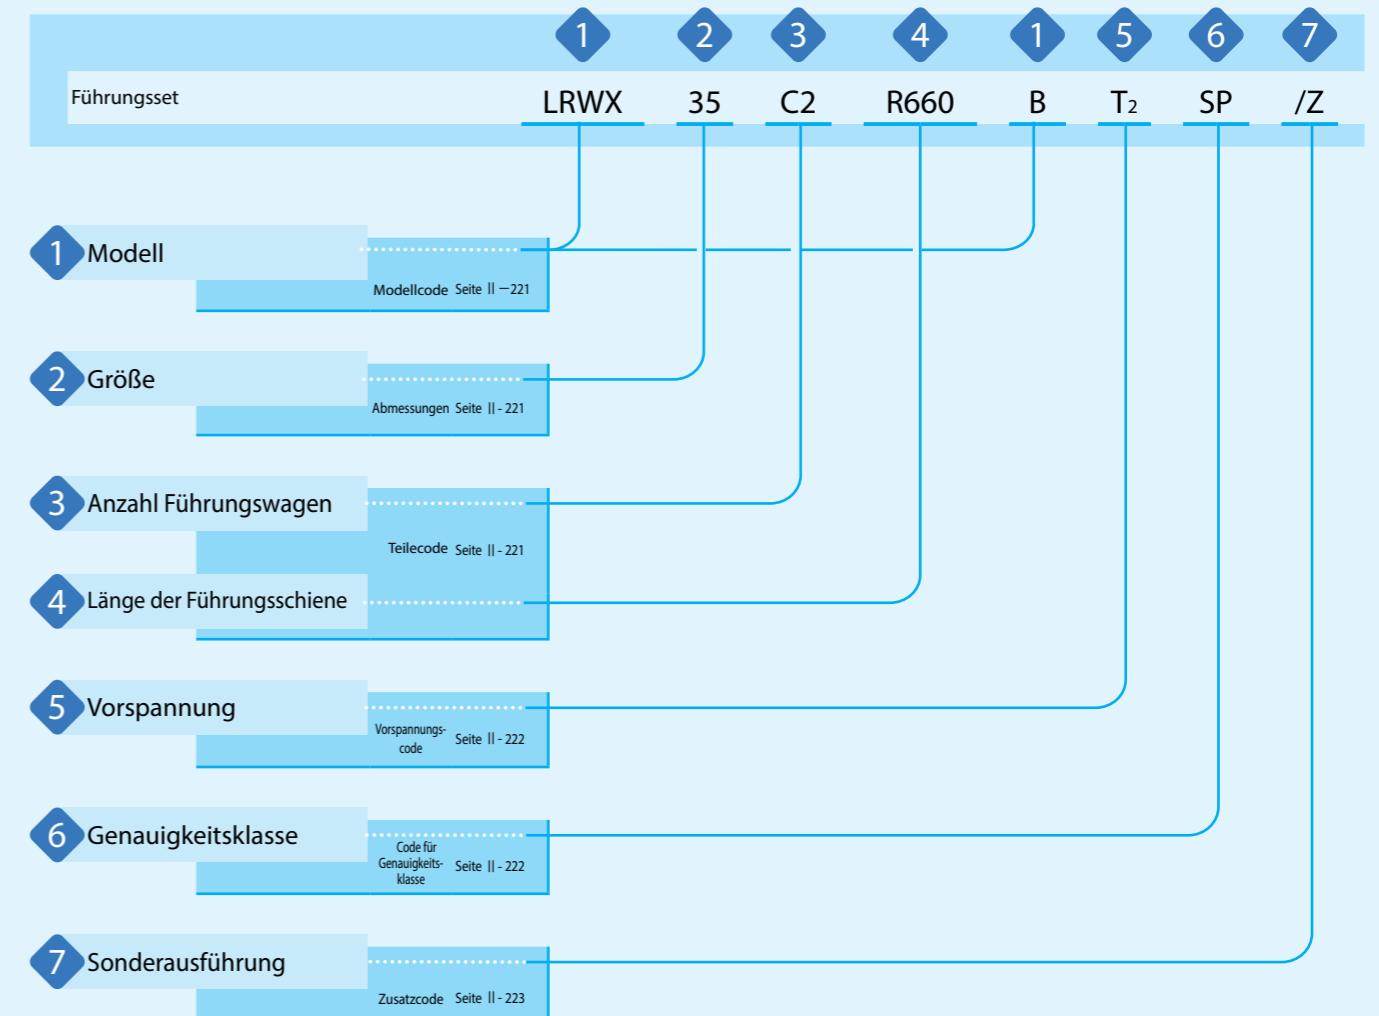 1 2 3 4 1 5 6 7
Führungsset LRWX 35 C2 R660 B T2 SP /Z
1 Modell
Modellcode Seite Ⅱ−221
2 Größe
Abmessungen Seite Ⅱ - 221
3 Anzahl Führungswagen
Teilecode Seite Ⅱ - 221
4 Länge der Führungsschiene
5 Vorspannung
Vorspannungs-
code Seite Ⅱ - 222
6 Genauigkeitsklasse
Code für
Genauigkeits- Seite Ⅱ - 222
klasse
7 Sonderausführung
Zusatzcode Seite Ⅱ - 223